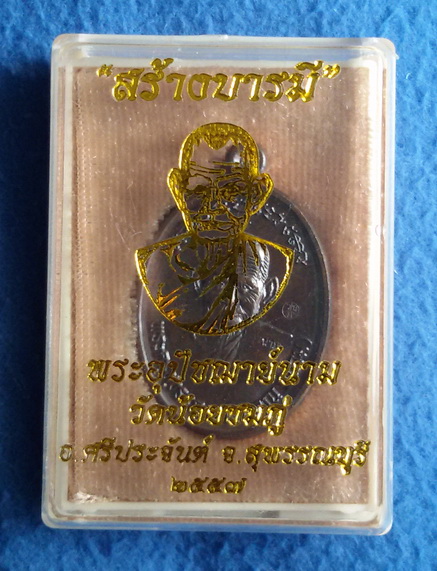 “สร้างบารมี”
พระอุปัชฌาย์นาม
วัดน้อยชมภู่
อ.ศรีประจันต์ จ.สุพรรณบุรี
๒๕๕๗